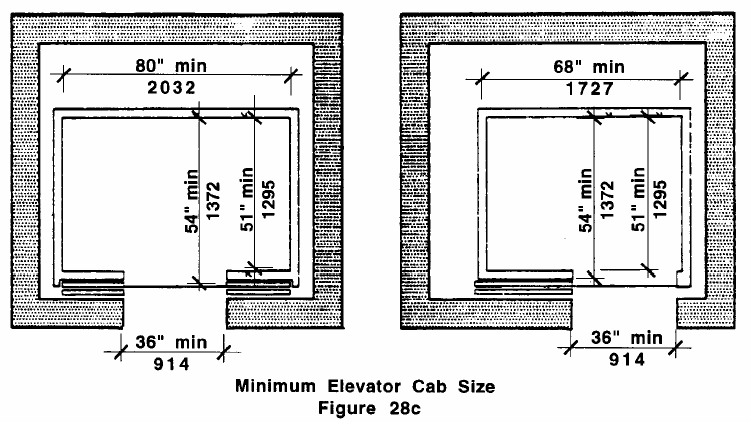 80" min
2032
54" min
1372
51" min
1295
36" min
914
68" min
1727
54" min
1372
51" min
1295
36" min
914
Minimum Elevator Cab Size
Figure 28c